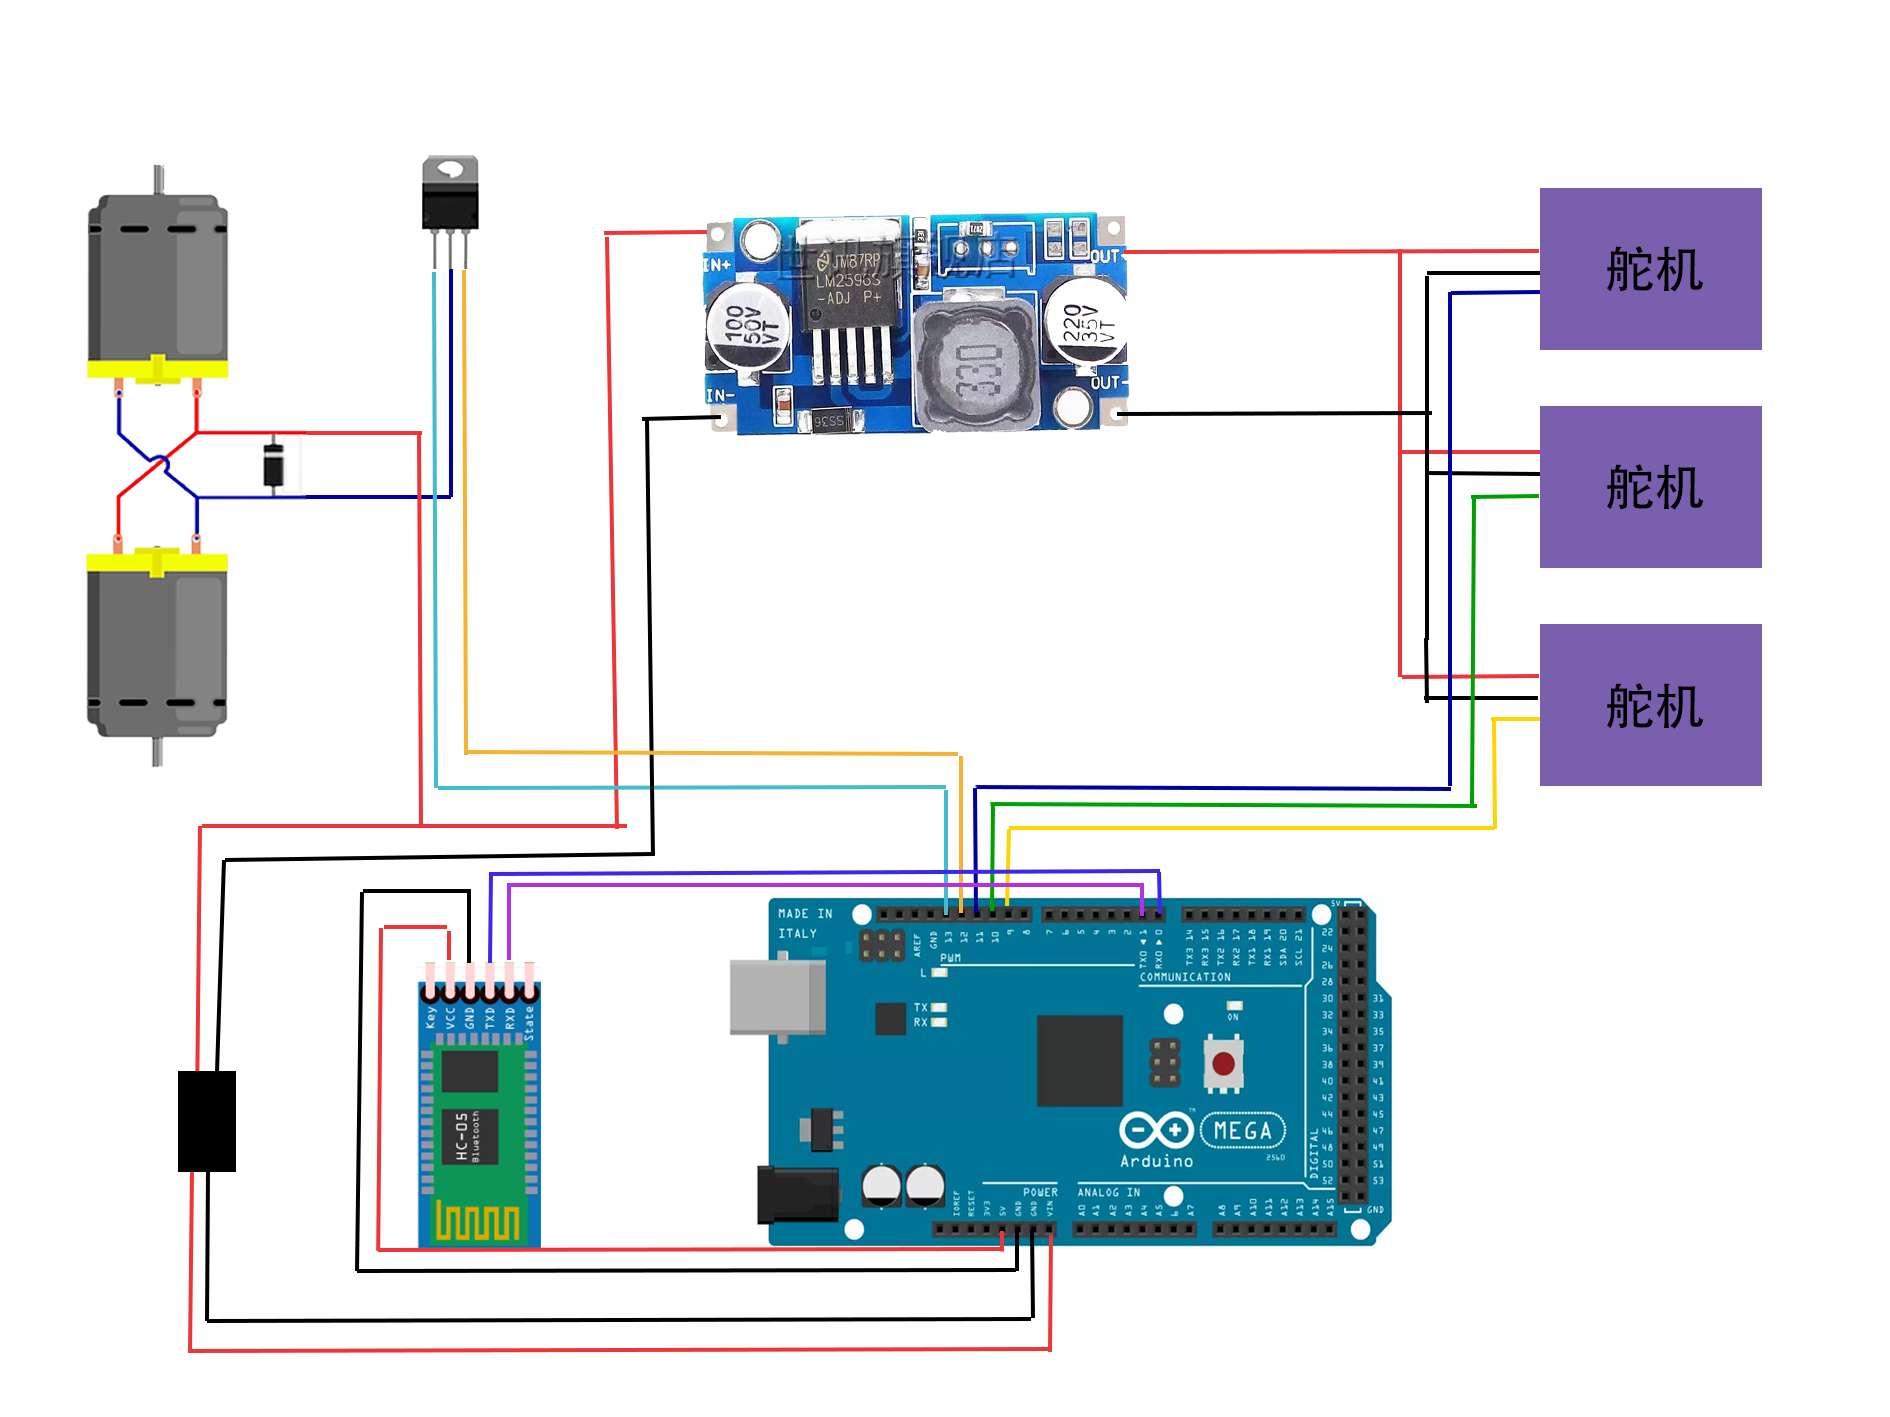 IN+
JM87RP
LM2596S
-ADJ P+
OUT
100
50V
VT
220
35V
VT
330
IN-
OUT-
SS36
舵机
舵机
舵机
MADE IN
ITALY
AREF
GND
13
12
11
10
9
8
7
6
5
4
3
2
TX0 1
RX0 0
TX3 14
RX3 15
TX2 16
RX2 17
TX1 18
RX1 19
SDA 20
SCL 21
PWM
COMMUNICATION
L
TX
RX
ON
5V
22
24
26
28
30 31
32 33
34 35
36 37
38 39
40 41
42 43
44 45
46 47
48 49
50 51
52 53
GND
DIGITAL
Key
VCC
GND
TXD
RXD
State
HC-05
Bluetooth
MEGA
2560
TM
Arduino
POWER
ANALOG IN
IOREF
RESET
3V3
5V
GND
GND
VIN
A0
A1
A2
A3
A4
A5
6
A7
A8
A9
A10
A11
A12
A13
A14
A15